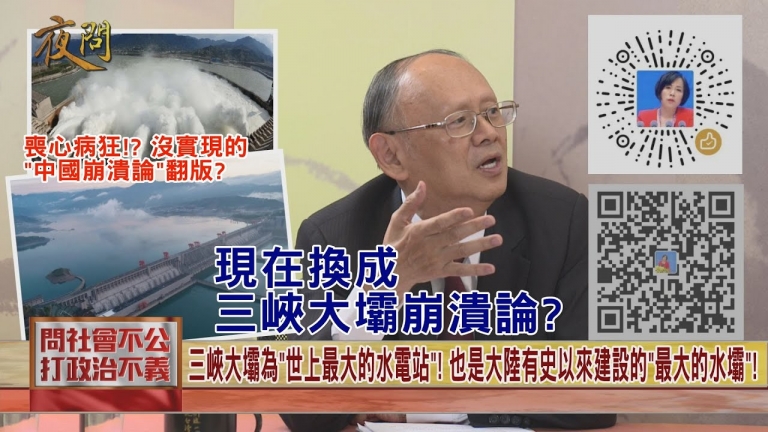 夜問
喪心病狂!? 沒實現的
"中國崩潰論"翻版?
現在換成
三峽大壩崩潰論?
問社會不公
打政治不義
三峽大壩為"世上最大的水電站"! 也是大陸有史以來建設的"最大的水壩"!